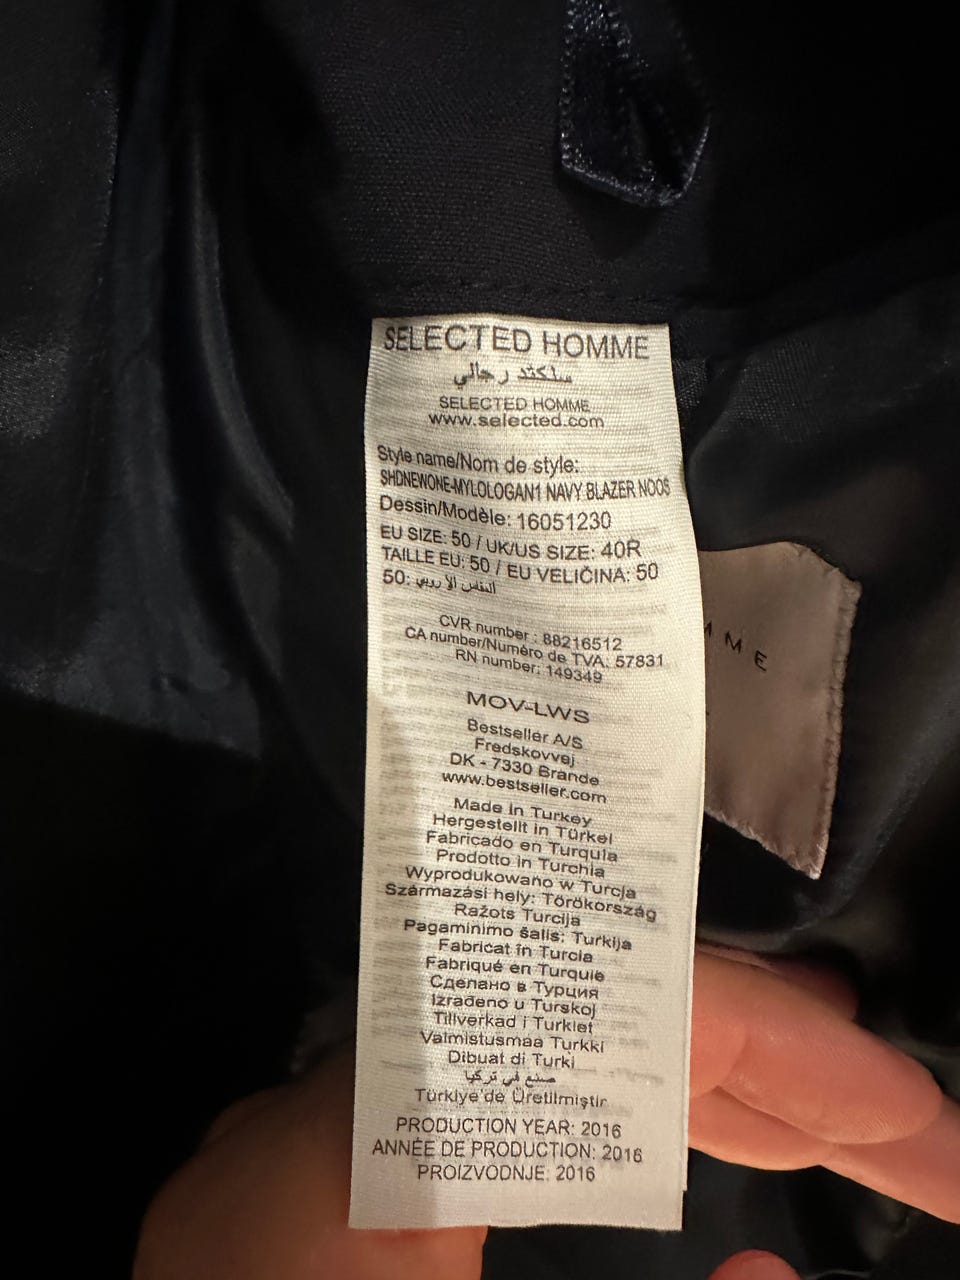 SELECTED HOMME
سلكتد رجالي
SELECTED HOMME
www.selected.com
Style name/Nom de style:
SHDNEWONE-MYLOLOGAN1 NAVY BLAZER NOOS
Dessin/Modèle: 16051230
EU SIZE: 50 / UK/US SIZE: 40R
TAILLE EU: 50 / EU VELIČINA: 50
50: المقاس الاروبي
CVR number : 88216512
CA number/Numéro de TVA: 57831
RN number: 149349
MOV-LWS
Bestseller A/S
Fredskovvej
DK - 7330 Brande
www.bestseller.com
Made in Turkey
Hergestellt in Türkei
Fabricado en Turquia
Prodotto in Turchia
Wyprodukowano w Turcja
Származási hely: Törökország
Ražots Turcija
Pagaminimo šalis: Turkija
Fabricat în Turcia
Fabriqué en Turquie
Сделано в Турция
Izrađeno u Turskoj
Tillverkad i Turkiet
Valmistusmaa Turkki
Dibuat di Turki
صنع في تركيا
Türkiye'de Üretilmiştir
PRODUCTION YEAR: 2016
ANNÉE DE PRODUCTION: 2016
PROIZVODNJE: 2016
MME